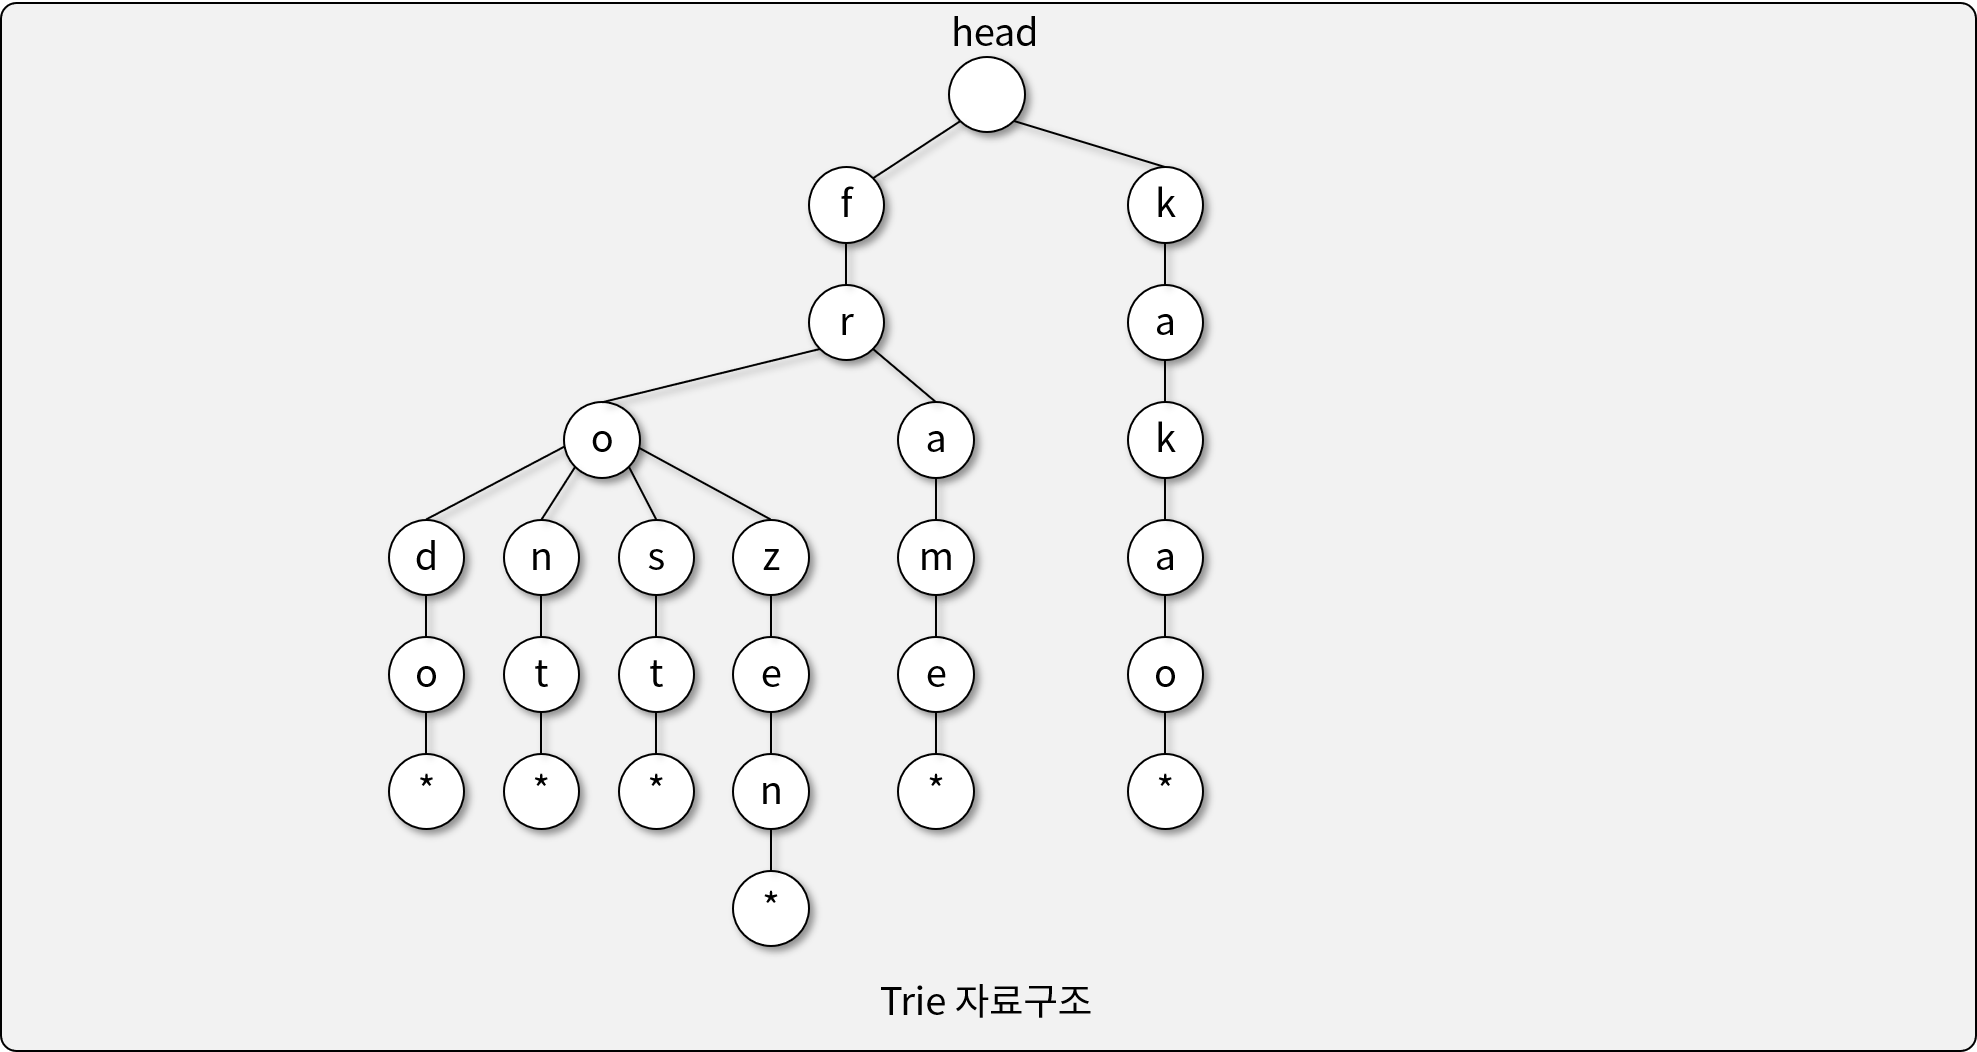 head
f k
r a
o a k
d n s z m a
o t t e e o
* * * n * *
*
Trie 자료구조